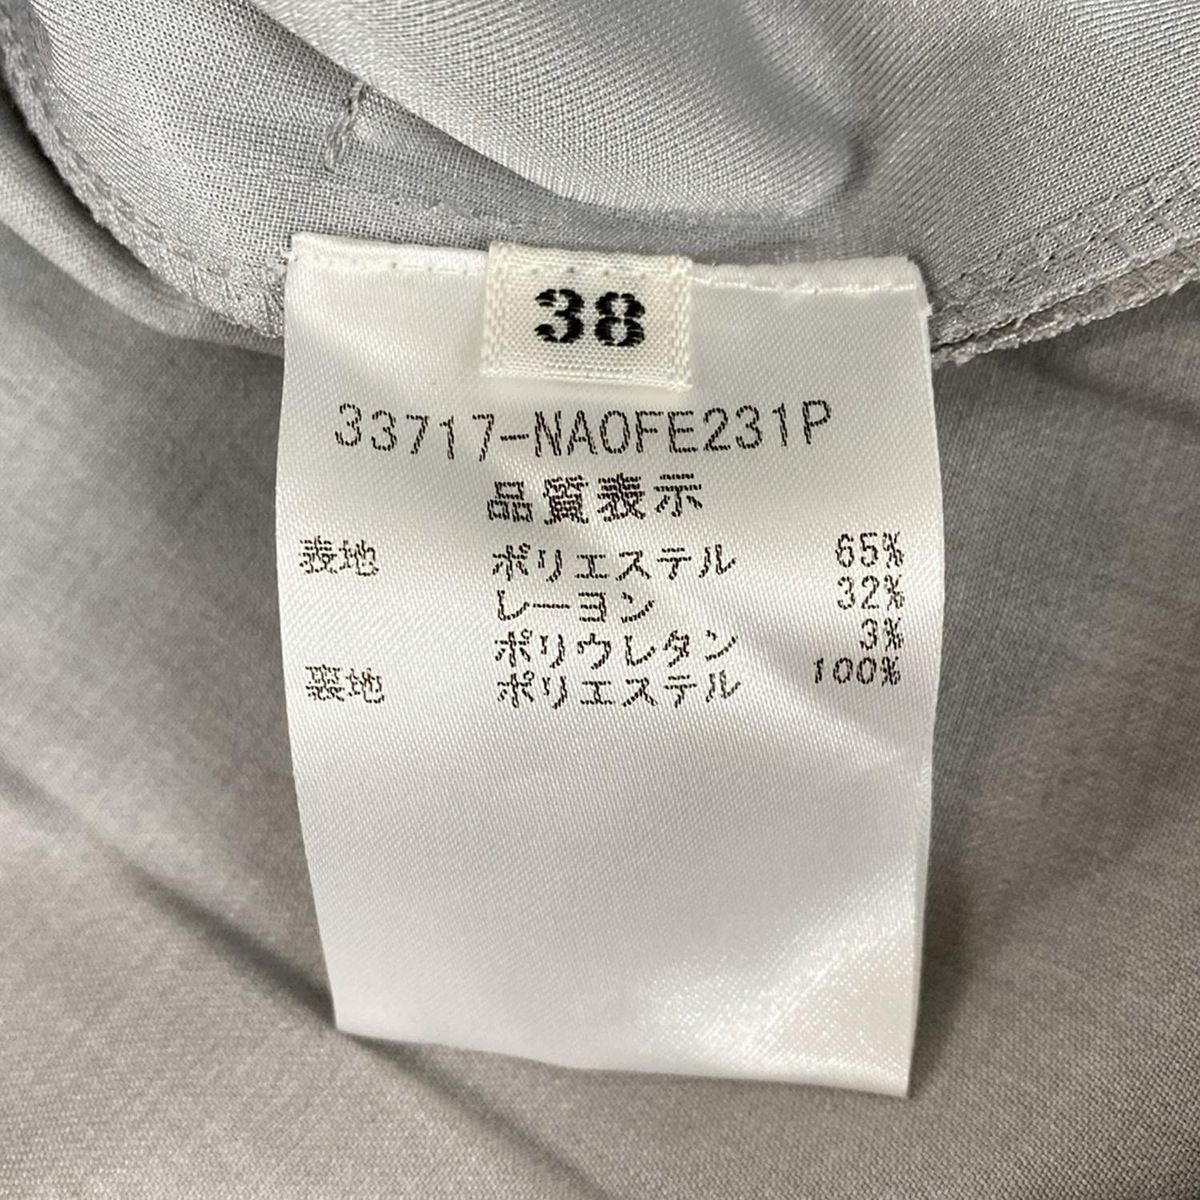 38
33717-NAOFE231P
品質表示
表地 ポリエステル 65%
レーヨン 32%
ポリウレタン 3%
裏地 ポリエステル 100%